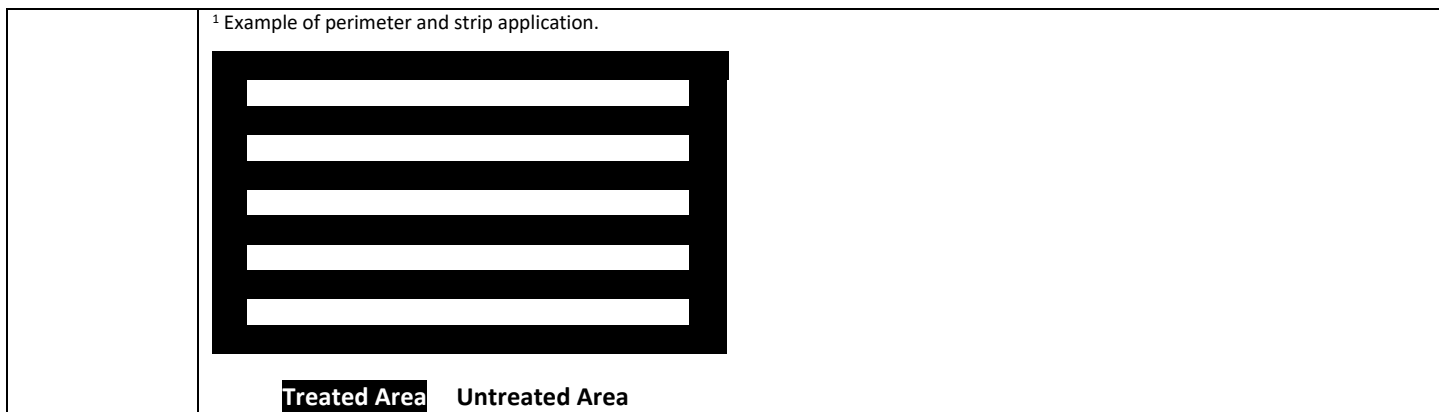 ¹ Example of perimeter and strip application.
Treated Area Untreated Area